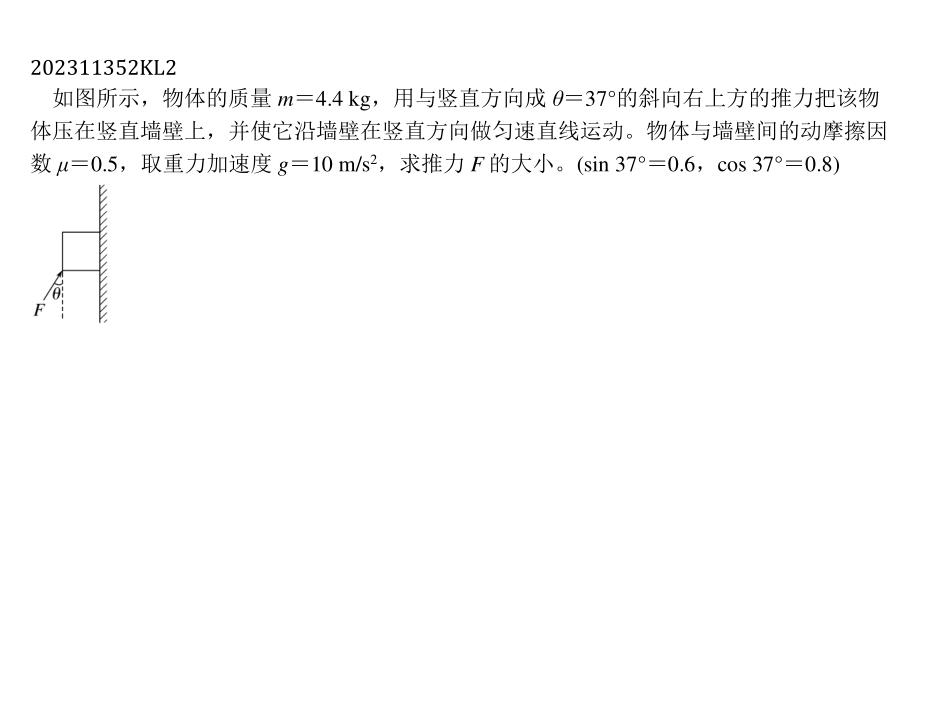 202311352KL2
如图所示，物体的质量 m＝4.4 kg，用与竖直方向成 θ＝37°的斜向右上方的推力把该物
体压在竖直墙壁上，并使它沿墙壁在竖直方向做匀速直线运动。物体与墙壁间的动摩擦因
数 μ＝0.5，取重力加速度 g＝10 m/s²，求推力 F 的大小。(sin 37°＝0.6，cos 37°＝0.8)
θ
F